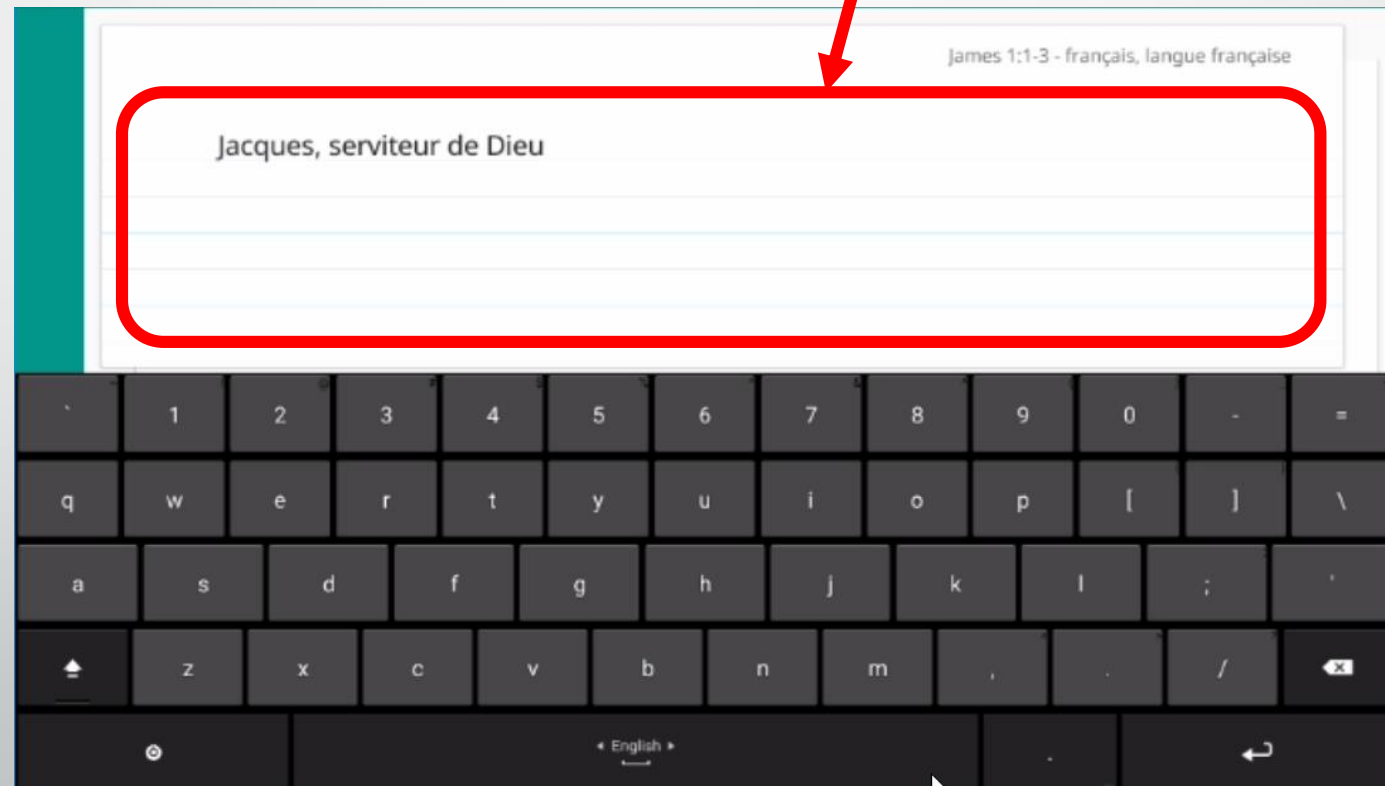 James 1:1-3 - français, langue française
Jacques, serviteur de Dieu
` 1 2 3 4 5 6 7 8 9 0 - =
q w e r t y u i o p [ ] \
a s d f g h j k l ; '
z x c v b n m , . /
English .